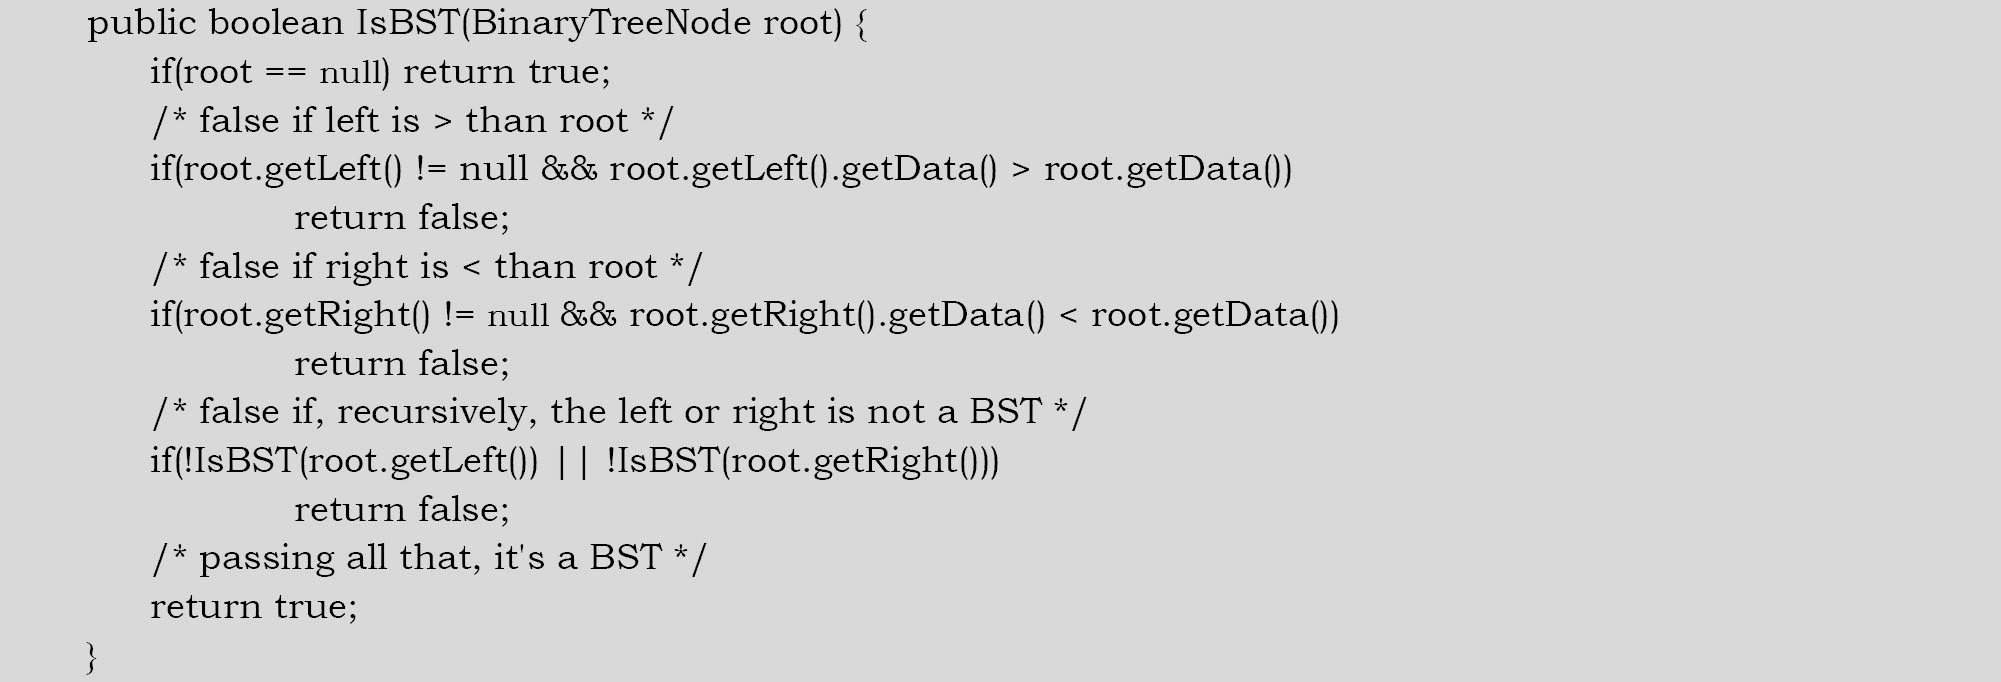 public boolean IsBST(BinaryTreeNode root) {
if(root == null) return true;
/* false if left is > than root */
if(root.getLeft() != null && root.getLeft().getData() > root.getData())
return false;
/* false if right is < than root */
if(root.getRight() != null && root.getRight().getData() < root.getData())
return false;
/* false if, recursively, the left or right is not a BST */
if(!IsBST(root.getLeft()) || !IsBST(root.getRight()))
return false;
/* passing all that, it's a BST */
return true;
}